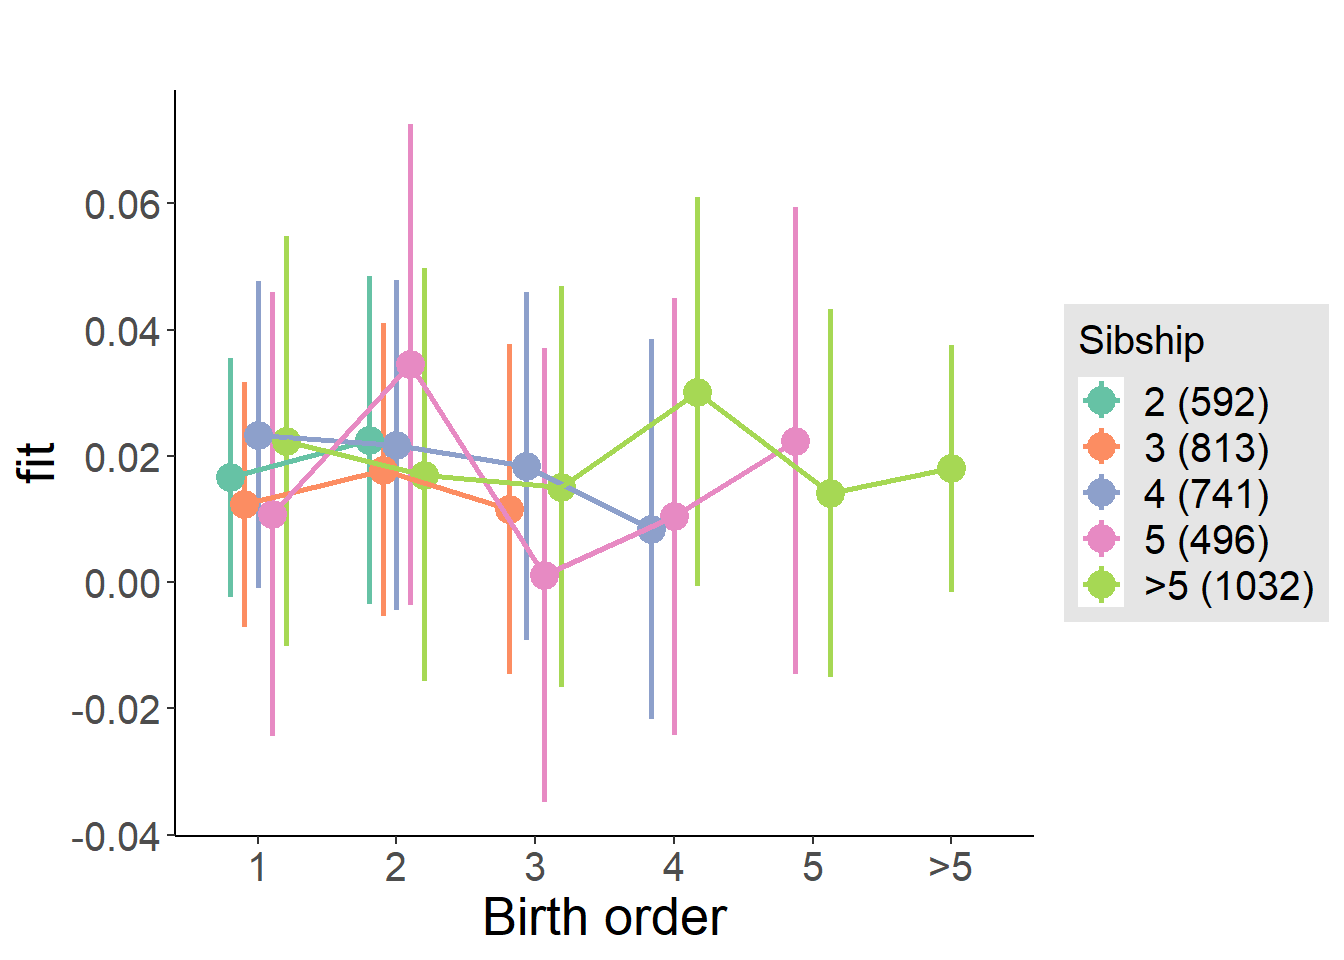 fit
0.06
0.04
0.02
0.00
-0.02
-0.04
1 2 3 4 5 >5
Birth order
Sibship
2 (592)
3 (813)
4 (741)
5 (496)
>5 (1032)